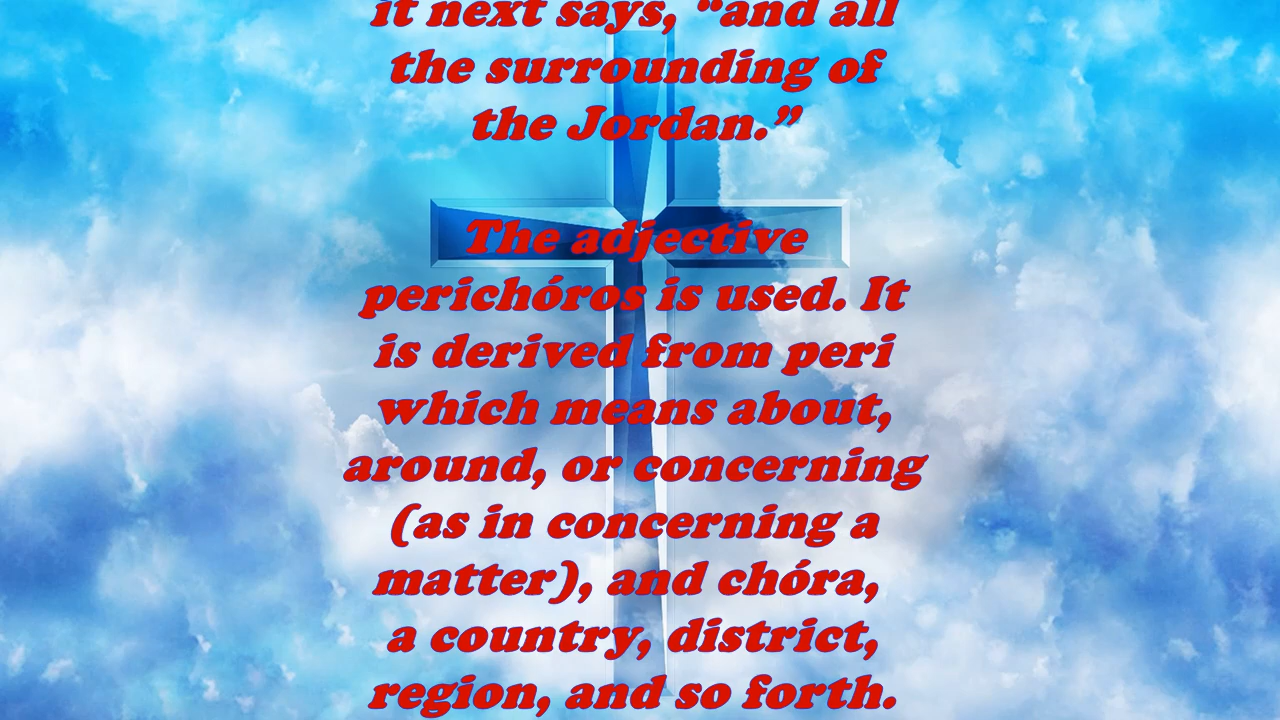 it next says, “and all
the surrounding of
the Jordan.”
The adjective
perichóros is used. It
is derived from peri
which means about,
around, or concerning
(as in concerning a
matter), and chóra,
a country, district,
region, and so forth.